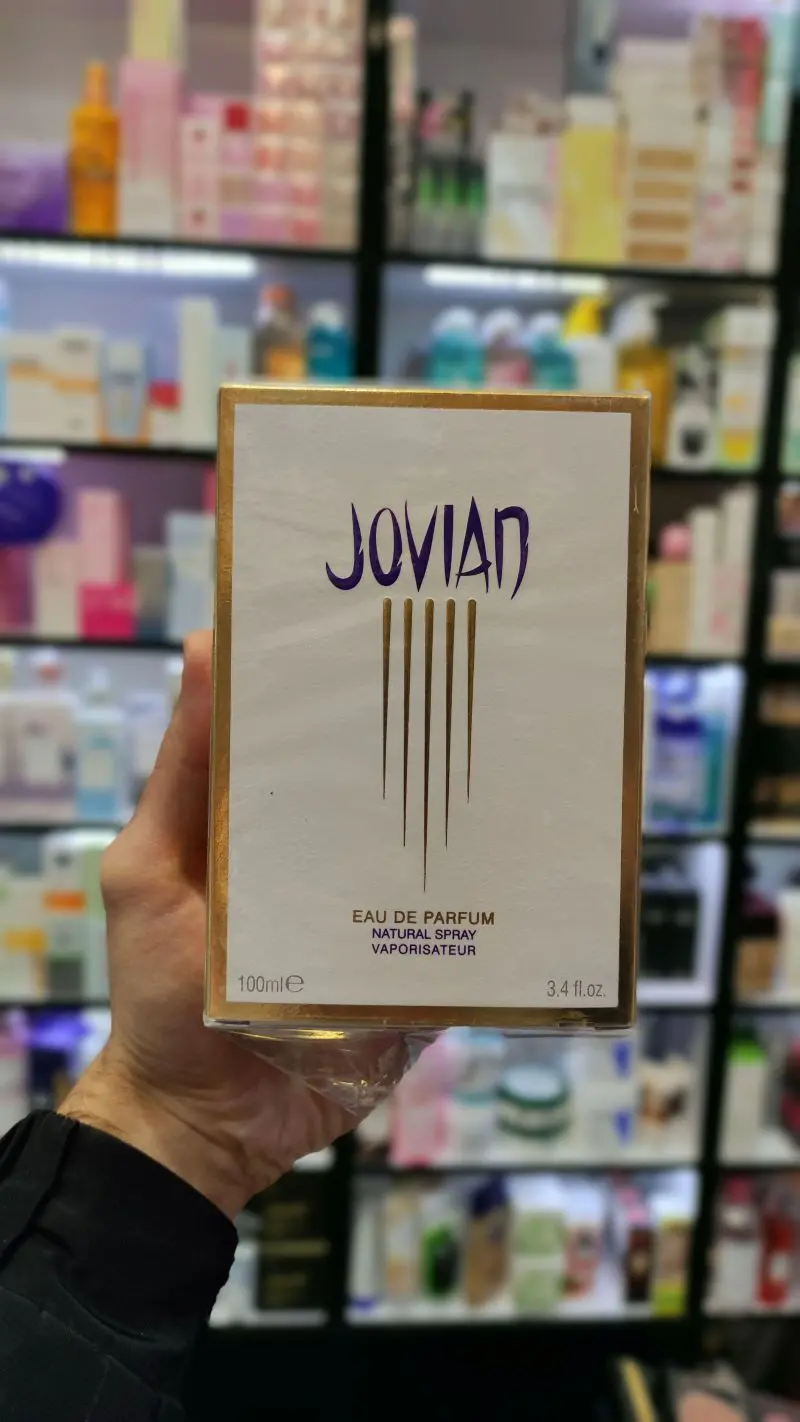 JOVIAN
EAU DE PARFUM
NATURAL SPRAY
VAPORISATEUR
100ml℮
3.4 fl.oz.